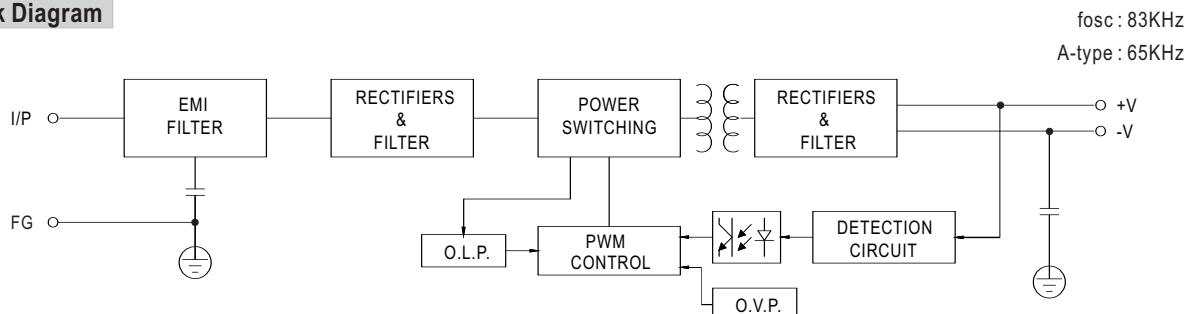 Diagram
fosc : 83KHz
A-type : 65KHz
I/P
EMI
FILTER
RECTIFIERS
&
FILTER
POWER
SWITCHING
RECTIFIERS
&
FILTER
+V
-V
FG
O.L.P.
PWM
CONTROL
DETECTION
CIRCUIT
O.V.P.